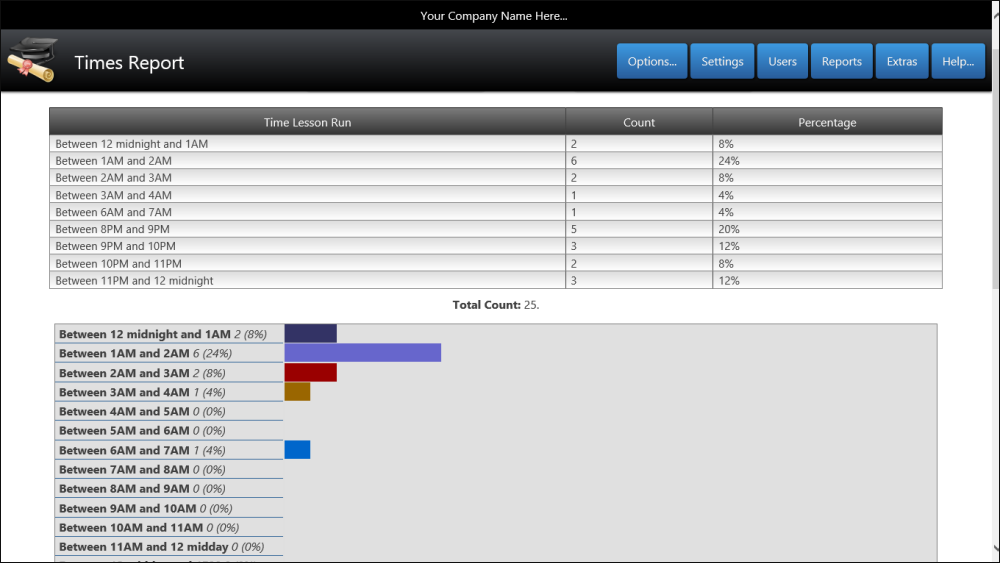 Your Company Name Here...
Times Report
Options... Settings Users Reports Extras Help...
Time Lesson Run Count Percentage
Between 12 midnight and 1AM 2 8%
Between 1AM and 2AM 6 24%
Between 2AM and 3AM 2 8%
Between 3AM and 4AM 1 4%
Between 6AM and 7AM 1 4%
Between 8PM and 9PM 5 20%
Between 9PM and 10PM 3 12%
Between 10PM and 11PM 2 8%
Between 11PM and 12 midnight 3 12%
Total Count: 25.
Between 12 midnight and 1AM 2 (8%)
Between 1AM and 2AM 6 (24%)
Between 2AM and 3AM 2 (8%)
Between 3AM and 4AM 1 (4%)
Between 4AM and 5AM 0 (0%)
Between 5AM and 6AM 0 (0%)
Between 6AM and 7AM 1 (4%)
Between 7AM and 8AM 0 (0%)
Between 8AM and 9AM 0 (0%)
Between 9AM and 10AM 0 (0%)
Between 10AM and 11AM 0 (0%)
Between 11AM and 12 midday 0 (0%)